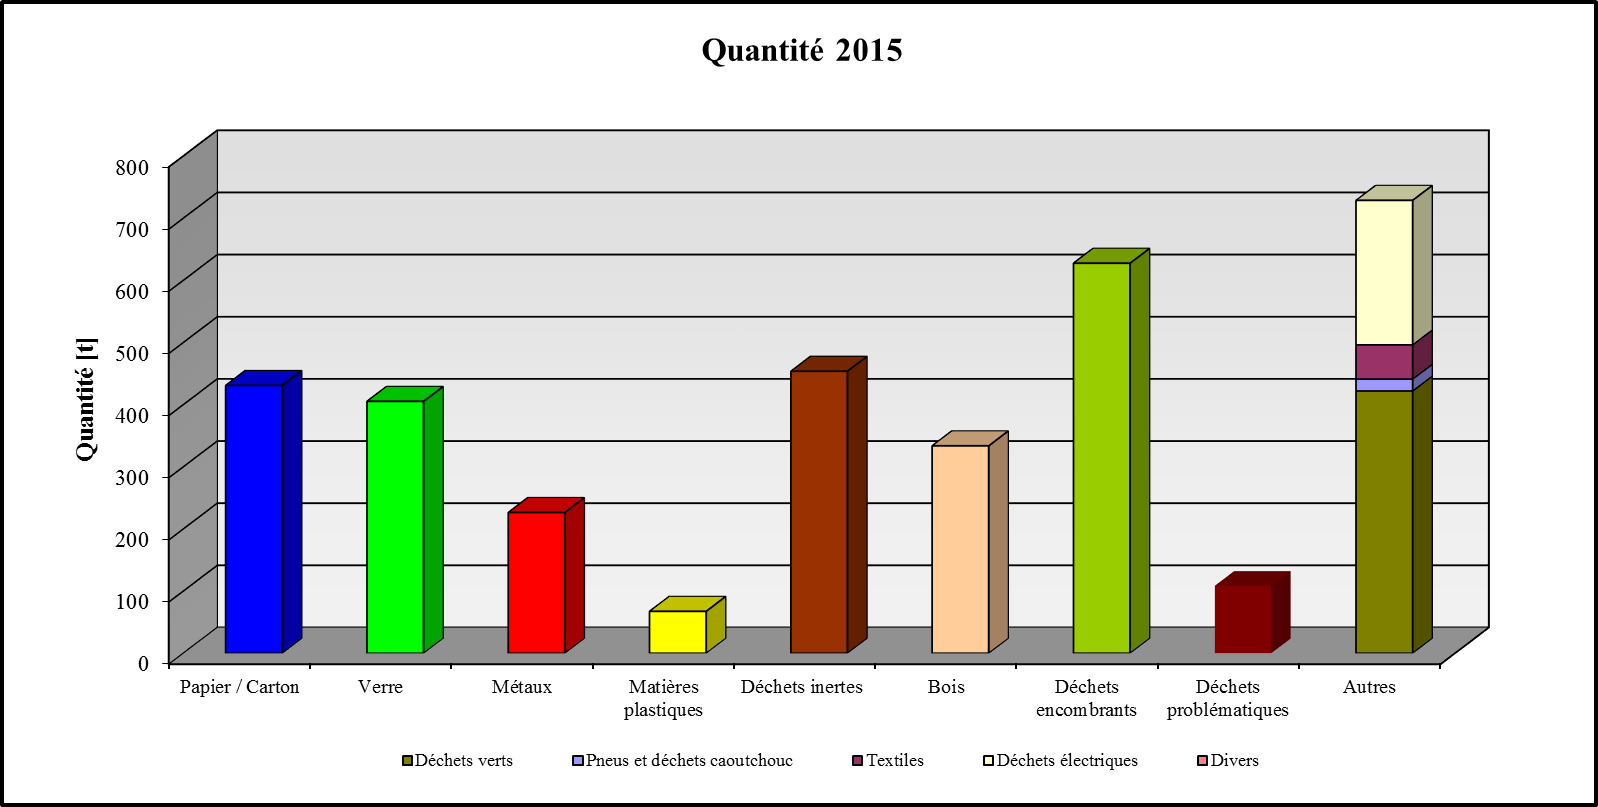 Quantité 2015
800
700
600
500
400
300
200
100
0
Quantité [t]
Papier / Carton
Verre
Métaux
Matières
plastiques
Déchets inertes
Bois
Déchets
encombrants
Déchets
problématiques
Autres
Déchets verts
Pneus et déchets caoutchouc
Textiles
Déchets électriques
Divers